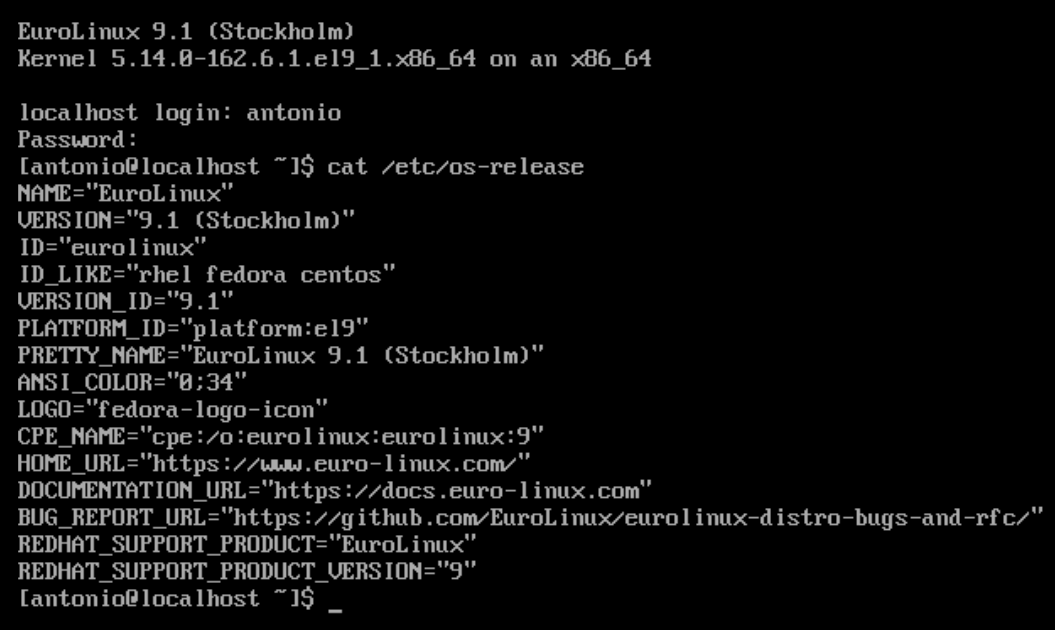 EuroLinux 9.1 (Stockholm)
Kernel 5.14.0-162.6.1.el9_1.x86_64 on an x86_64
localhost login: antonio
Password:
[antonio@localhost ~]$ cat /etc/os-release
NAME="EuroLinux"
VERSION="9.1 (Stockholm)"
ID="eurolinux"
ID_LIKE="rhel fedora centos"
VERSION_ID="9.1"
PLATFORM_ID="platform:el9"
PRETTY_NAME="EuroLinux 9.1 (Stockholm)"
ANSI_COLOR="0;34"
LOGO="fedora-logo-icon"
CPE_NAME="cpe:/o:eurolinux:eurolinux:9"
HOME_URL="https://www.euro-linux.com/"
DOCUMENTATION_URL="https://docs.euro-linux.com"
BUG_REPORT_URL="https://github.com/EuroLinux/eurolinux-distro-bugs-and-rfc/"
REDHAT_SUPPORT_PRODUCT="EuroLinux"
REDHAT_SUPPORT_PRODUCT_VERSION="9"
[antonio@localhost ~]$ _